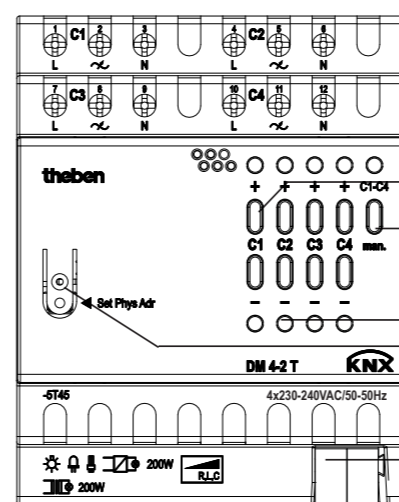 1 C1 2 3 4 C2 5 6
L N L N
7 C3 8 9 10 C4 11 12
L N L N
theben
+ + + + C1-C4
C1 C2 C3 C4 man.
Set Phys Adr
– – – –
DM 4-2 T KNX
-5T45 4x230-240VAC/50-50Hz
200W R,L,C
200W